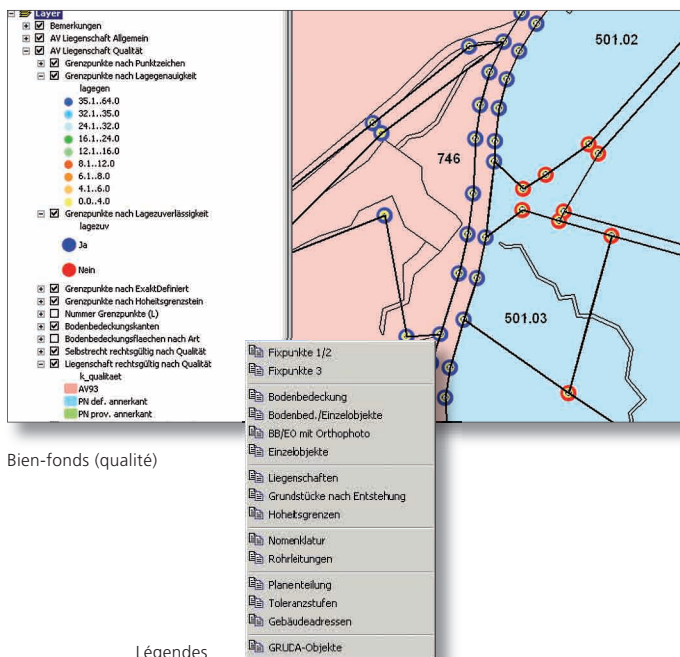 Layer
Bemerkungen
AV Liegenschaft Allgemein
AV Liegenschaft Qualität
Grenzpunkte nach Punktzeichen
Grenzpunkte nach Lagegenauigkeit
lagegen
35.1..64.0
32.1..35.0
24.1..32.0
16.1..24.0
12.1..16.0
8.1..12.0
6.1..8.0
4.1..6.0
0.0..4.0
Grenzpunkte nach Lagezuverlässigkeit
lagezuv
Ja
Nein
Grenzpunkte nach ExaktDefiniert
Grenzpunkte nach Hoheitsgrenzstein
Nummer Grenzpunkte (L)
Bodenbedeckungskanten
Bodenbedeckungsflaechen nach Art
Selbstrecht rechtsgültig nach Qualität
Liegenschaft rechtsgültig nach Qualität
k_qualitaet
AV93
PN def. annerkant
PN prov. annerkant
501.02
746
501.03
Bien-fonds (qualité)
Fixpunkte 1/2
Fixpunkte 3
Bodenbedeckung
Bodenbed./Einzelobjekte
BB/EO mit Orthophoto
Einzelobjekte
Liegenschaften
Grundstücke nach Entstehung
Hoheitsgrenzen
Nomenklatur
Rohrleitungen
Planenteilung
Toleranzstufen
Gebäudeadressen
GRUDA-Objekte
Légendes